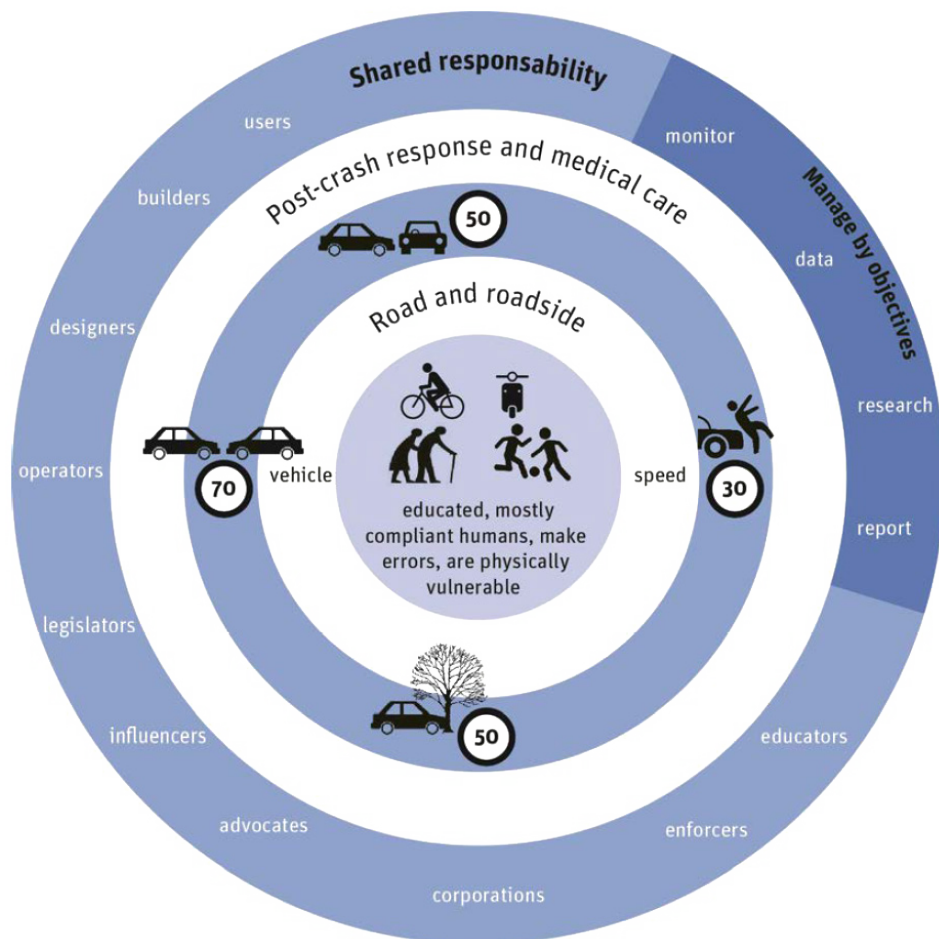 Shared responsability
users
monitor
Manage by objectives
Post-crash response and medical care
builders
50
data
Road and roadside
designers
research
operators
70
vehicle
speed
30
educated, mostly
compliant humans, make
errors, are physically
vulnerable
report
legislators
50
influencers
educators
advocates
enforcers
corporations